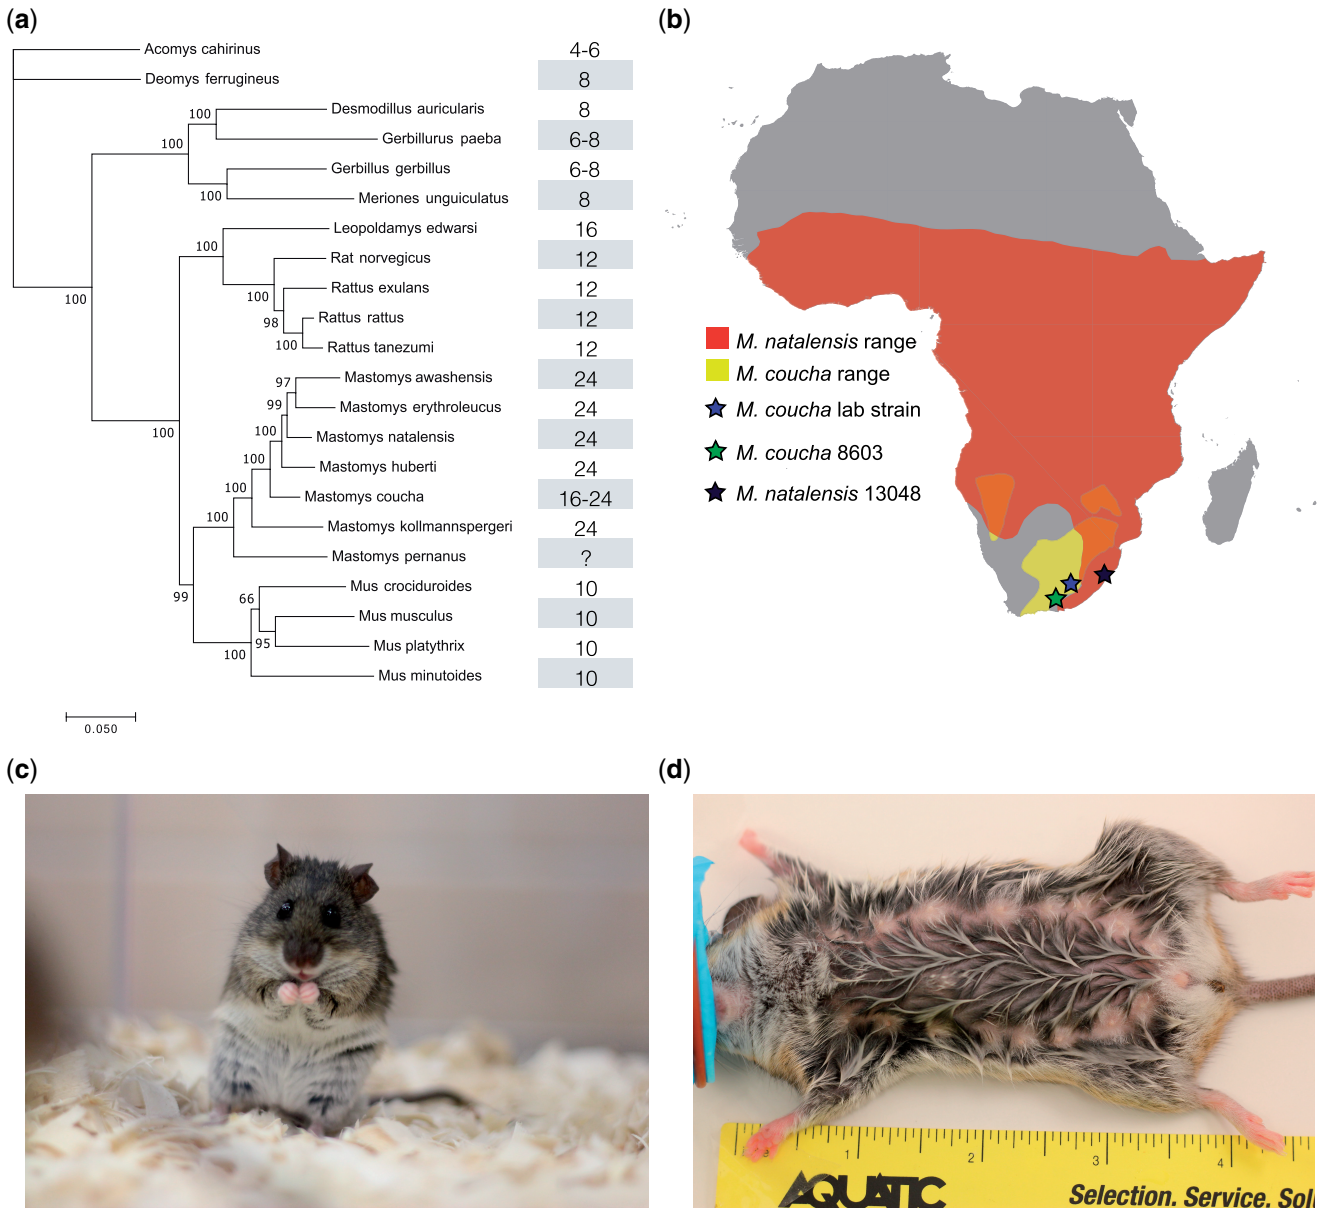 (a)
Acomys cahirinus 4-6
Deomys ferrugineus 8
Desmodillus auricularis 8
Gerbillurus paeba 6-8
Gerbillus gerbillus 6-8
Meriones unguiculatus 8
Leopoldamys edwarsi 16
Rat norvegicus 12
Rattus exulans 12
Rattus rattus 12
Rattus tanezumi 12
Mastomys awashensis 24
Mastomys erythroleucus 24
Mastomys natalensis 24
Mastomys huberti 24
Mastomys coucha 16-24
Mastomys kollmannspergeri 24
Mastomys pernanus ?
Mus crociduroides 10
Mus musculus 10
Mus platythrix 10
Mus minutoides 10
100
100
100
100
100
100
98
100
100
97
99
100
100
100
100
99
66
95
100
0.050
(b)
M. natalensis range
M. coucha range
M. coucha lab strain
M. coucha 8603
M. natalensis 13048
(c)
(d)
1 2 3 4
AQUATIC
Selection. Service. Solu